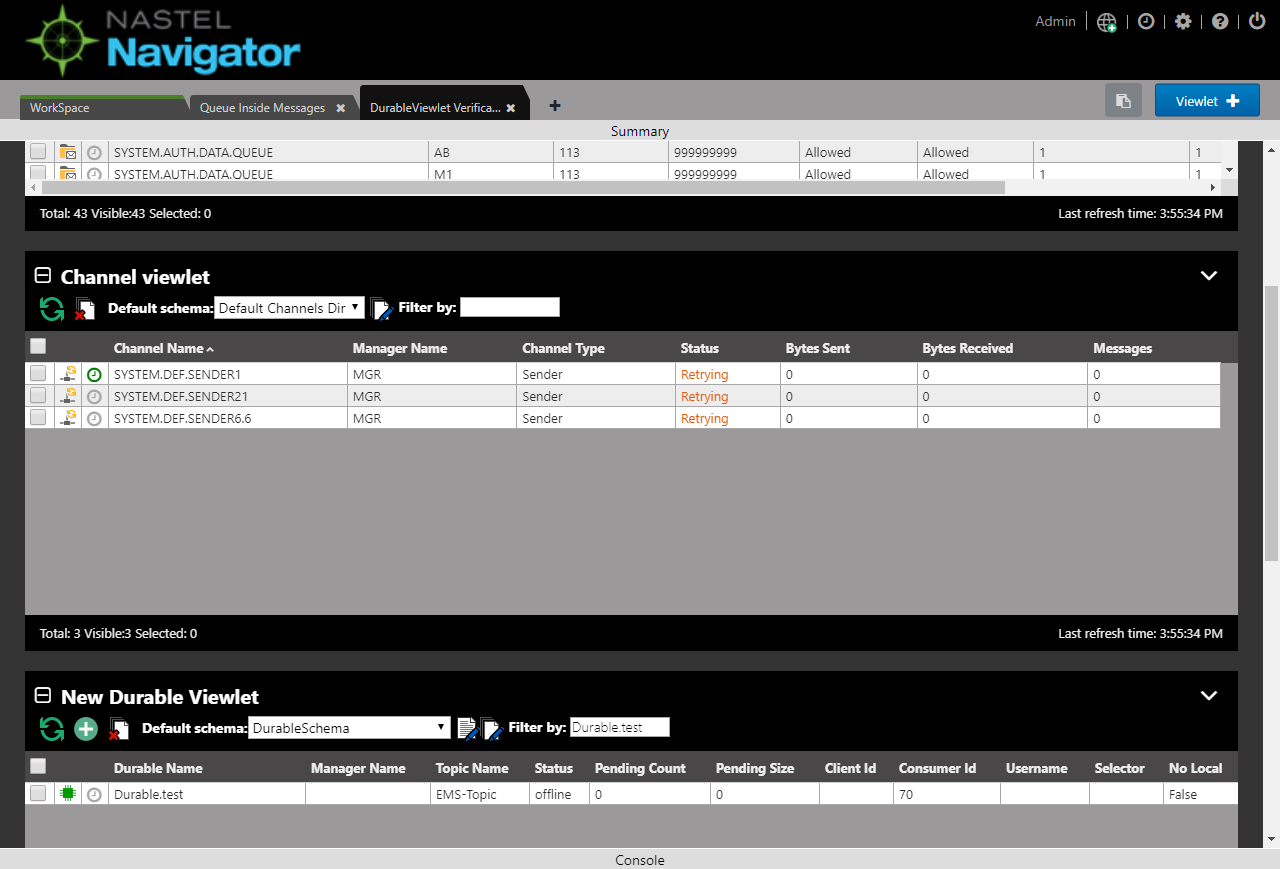 NASTEL
Navigator
Admin
WorkSpace
Queue Inside Messages
DurableViewlet Verifica...
Viewlet
Summary
SYSTEM.AUTH.DATA.QUEUE AB 113 999999999 Allowed Allowed 1 1
SYSTEM.AUTH.DATA.QUEUE M1 113 999999999 Allowed Allowed 1 1
Total: 43 Visible:43 Selected: 0 Last refresh time: 3:55:34 PM
Channel viewlet
Default schema: Default Channels Dir Filter by:
Channel Name Manager Name Channel Type Status Bytes Sent Bytes Received Messages
SYSTEM.DEF.SENDER1 MGR Sender Retrying 0 0 0
SYSTEM.DEF.SENDER21 MGR Sender Retrying 0 0 0
SYSTEM.DEF.SENDER6.6 MGR Sender Retrying 0 0 0
Total: 3 Visible:3 Selected: 0 Last refresh time: 3:55:34 PM
New Durable Viewlet
Default schema: DurableSchema Filter by: Durable.test
Durable Name Manager Name Topic Name Status Pending Count Pending Size Client Id Consumer Id Username Selector No Local
Durable.test EMS-Topic offline 0 0 70 False
Console